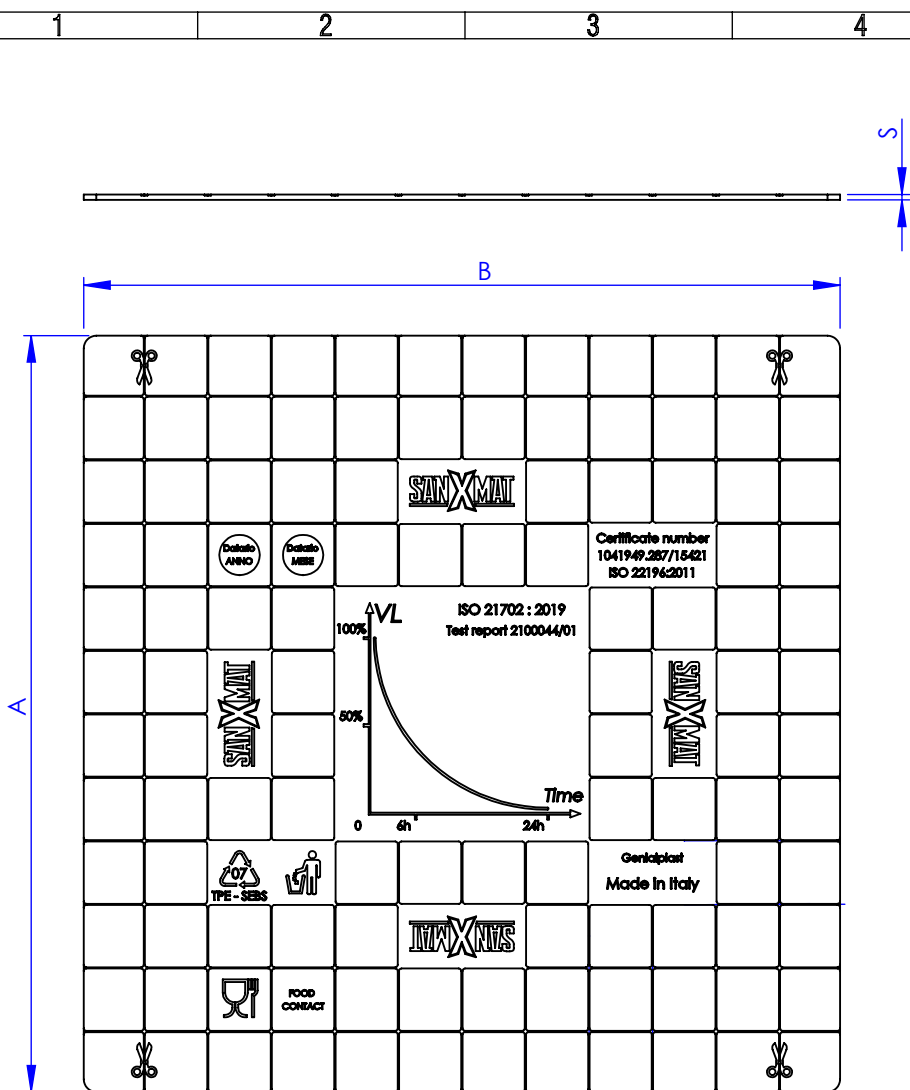 1 2 3 4
S
B
A
SANXMAT
Datario
ANNO
Datario
MESE
Certificate number
1041949.287/15421
ISO 22196:2011
VL
ISO 21702 : 2019
Test report 2100044/01
100%
50%
0 6h 24h
Time
SANXMAT
SANXMAT
07
TPE - SEBS
Genialplast
Made in Italy
SANXMAT
FOOD
CONTACT